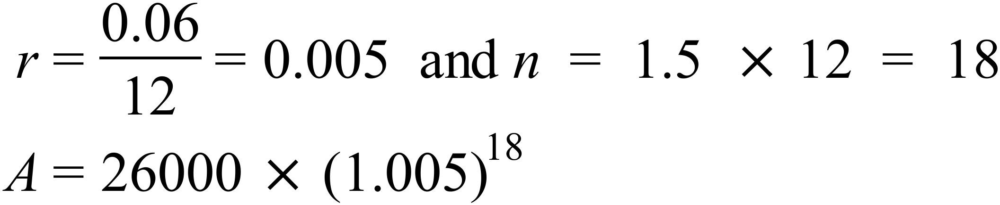 r = 0.06/12 = 0.005 and n = 1.5 × 12 = 18
A = 26000 × (1.005)^18